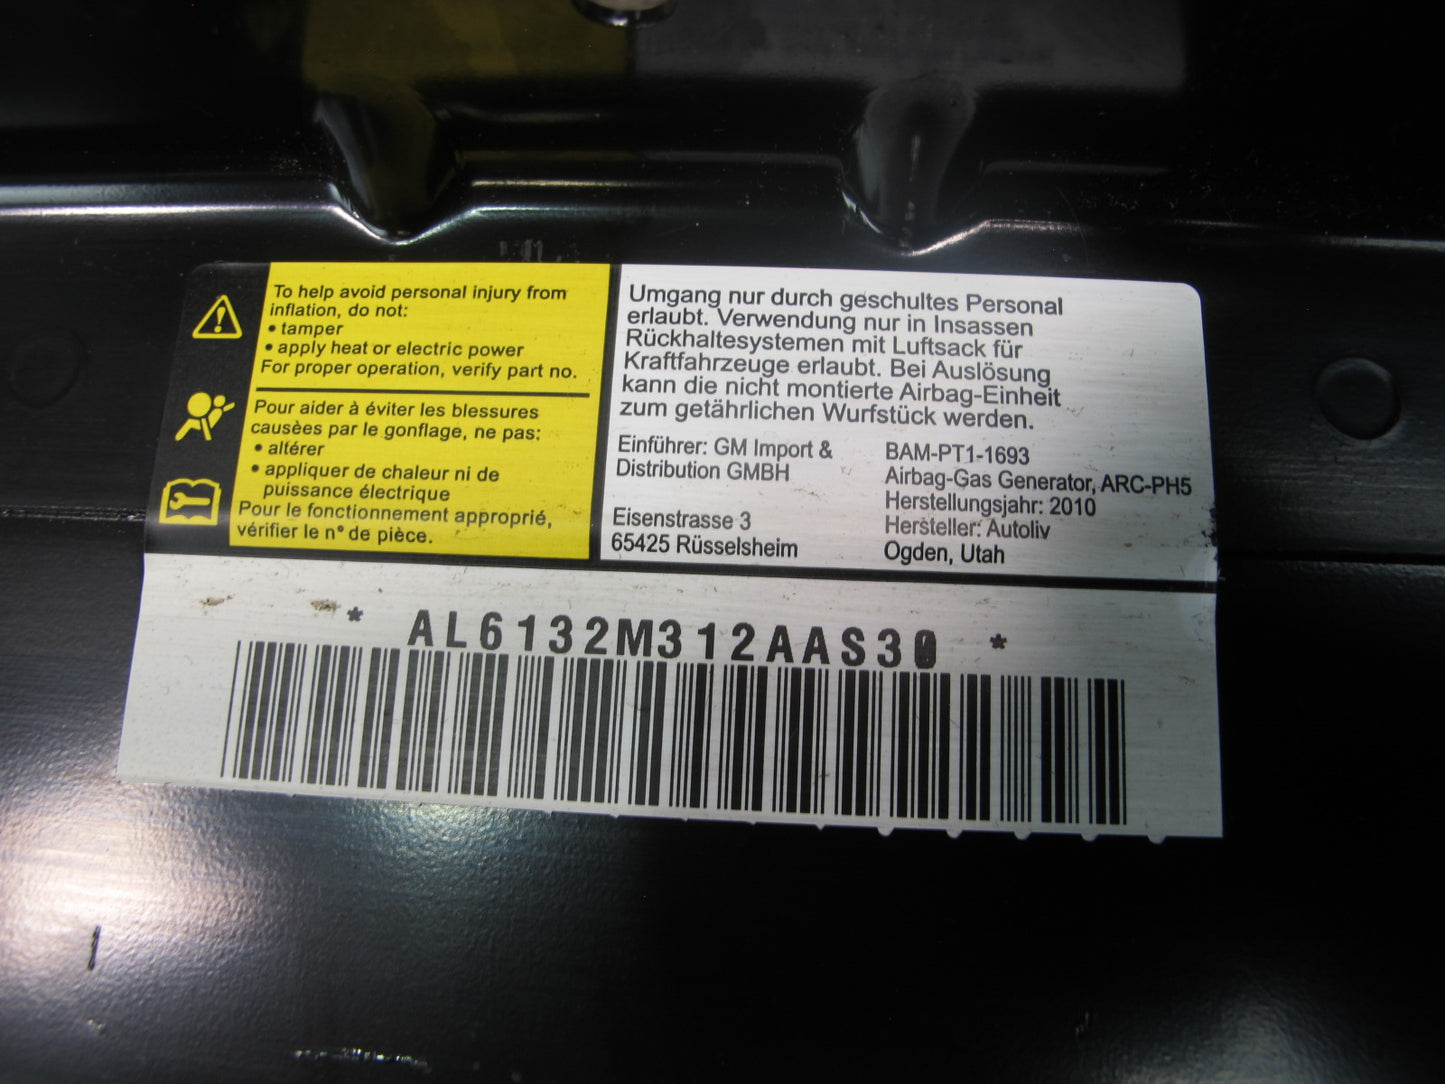 To help avoid personal injury from
inflation, do not:
• tamper
• apply heat or electric power
For proper operation, verify part no.
Pour aider à éviter les blessures
causèes par le gonflage, ne pas:
• altérer
• appliquer de chaleur ni de
puissance électrique
Pour le fonctionnement approprié,
vérifier le n° de pièce.
Umgang nur durch geschultes Personal
erlaubt. Verwendung nur in Insassen
Rückhaltesystemen mit Luftsack für
Kraftfahrzeuge erlaubt. Bei Auslösung
kann die nicht montierte Airbag-Einheit
zum getährlichen Wurfstück werden.
Einführer: GM Import &
Distribution GMBH
Eisenstrasse 3
65425 Rüsselsheim
BAM-PT1-1693
Airbag-Gas Generator, ARC-PH5
Herstellungsjahr: 2010
Hersteller: Autoliv
Ogden, Utah
* AL6132M312AAS30 *